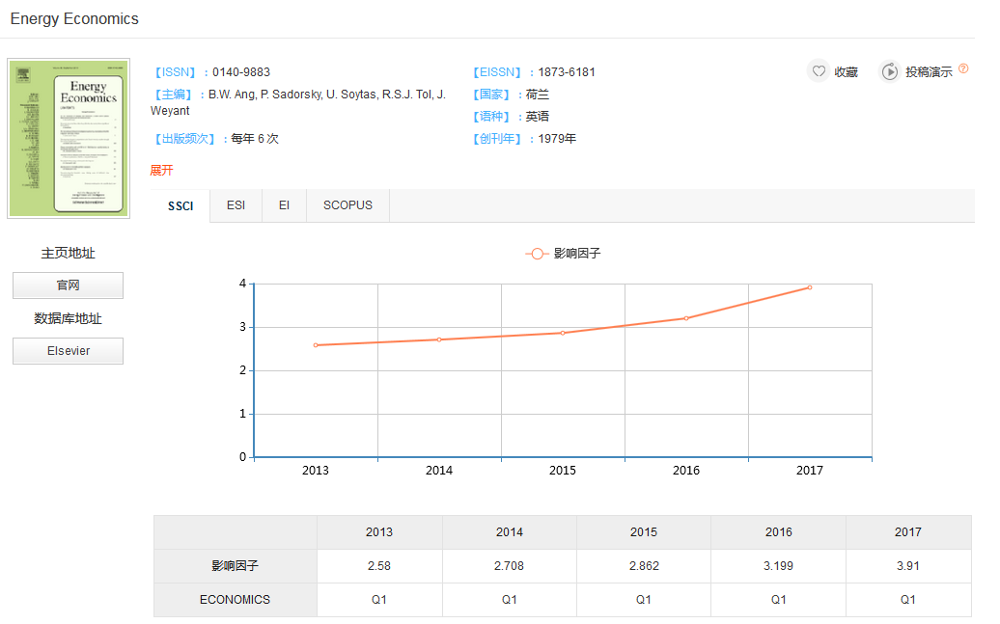 Energy Economics
Energy
Economics
【ISSN】：0140-9883
【EISSN】：1873-6181
收藏
投稿演示
?
【主编】：B.W. Ang, P. Sadorsky, U. Soytas, R.S.J. Tol, J.
Weyant
【国家】：荷兰
【语种】：英语
【出版频次】：每年 6 次
【创刊年】：1979年
展开
SSCI ESI EI SCOPUS
主页地址
官网
数据库地址
Elsevier
影响因子
4
3
2
1
0
2013 2014 2015 2016 2017
2013 2014 2015 2016 2017
影响因子 2.58 2.708 2.862 3.199 3.91
ECONOMICS Q1 Q1 Q1 Q1 Q1